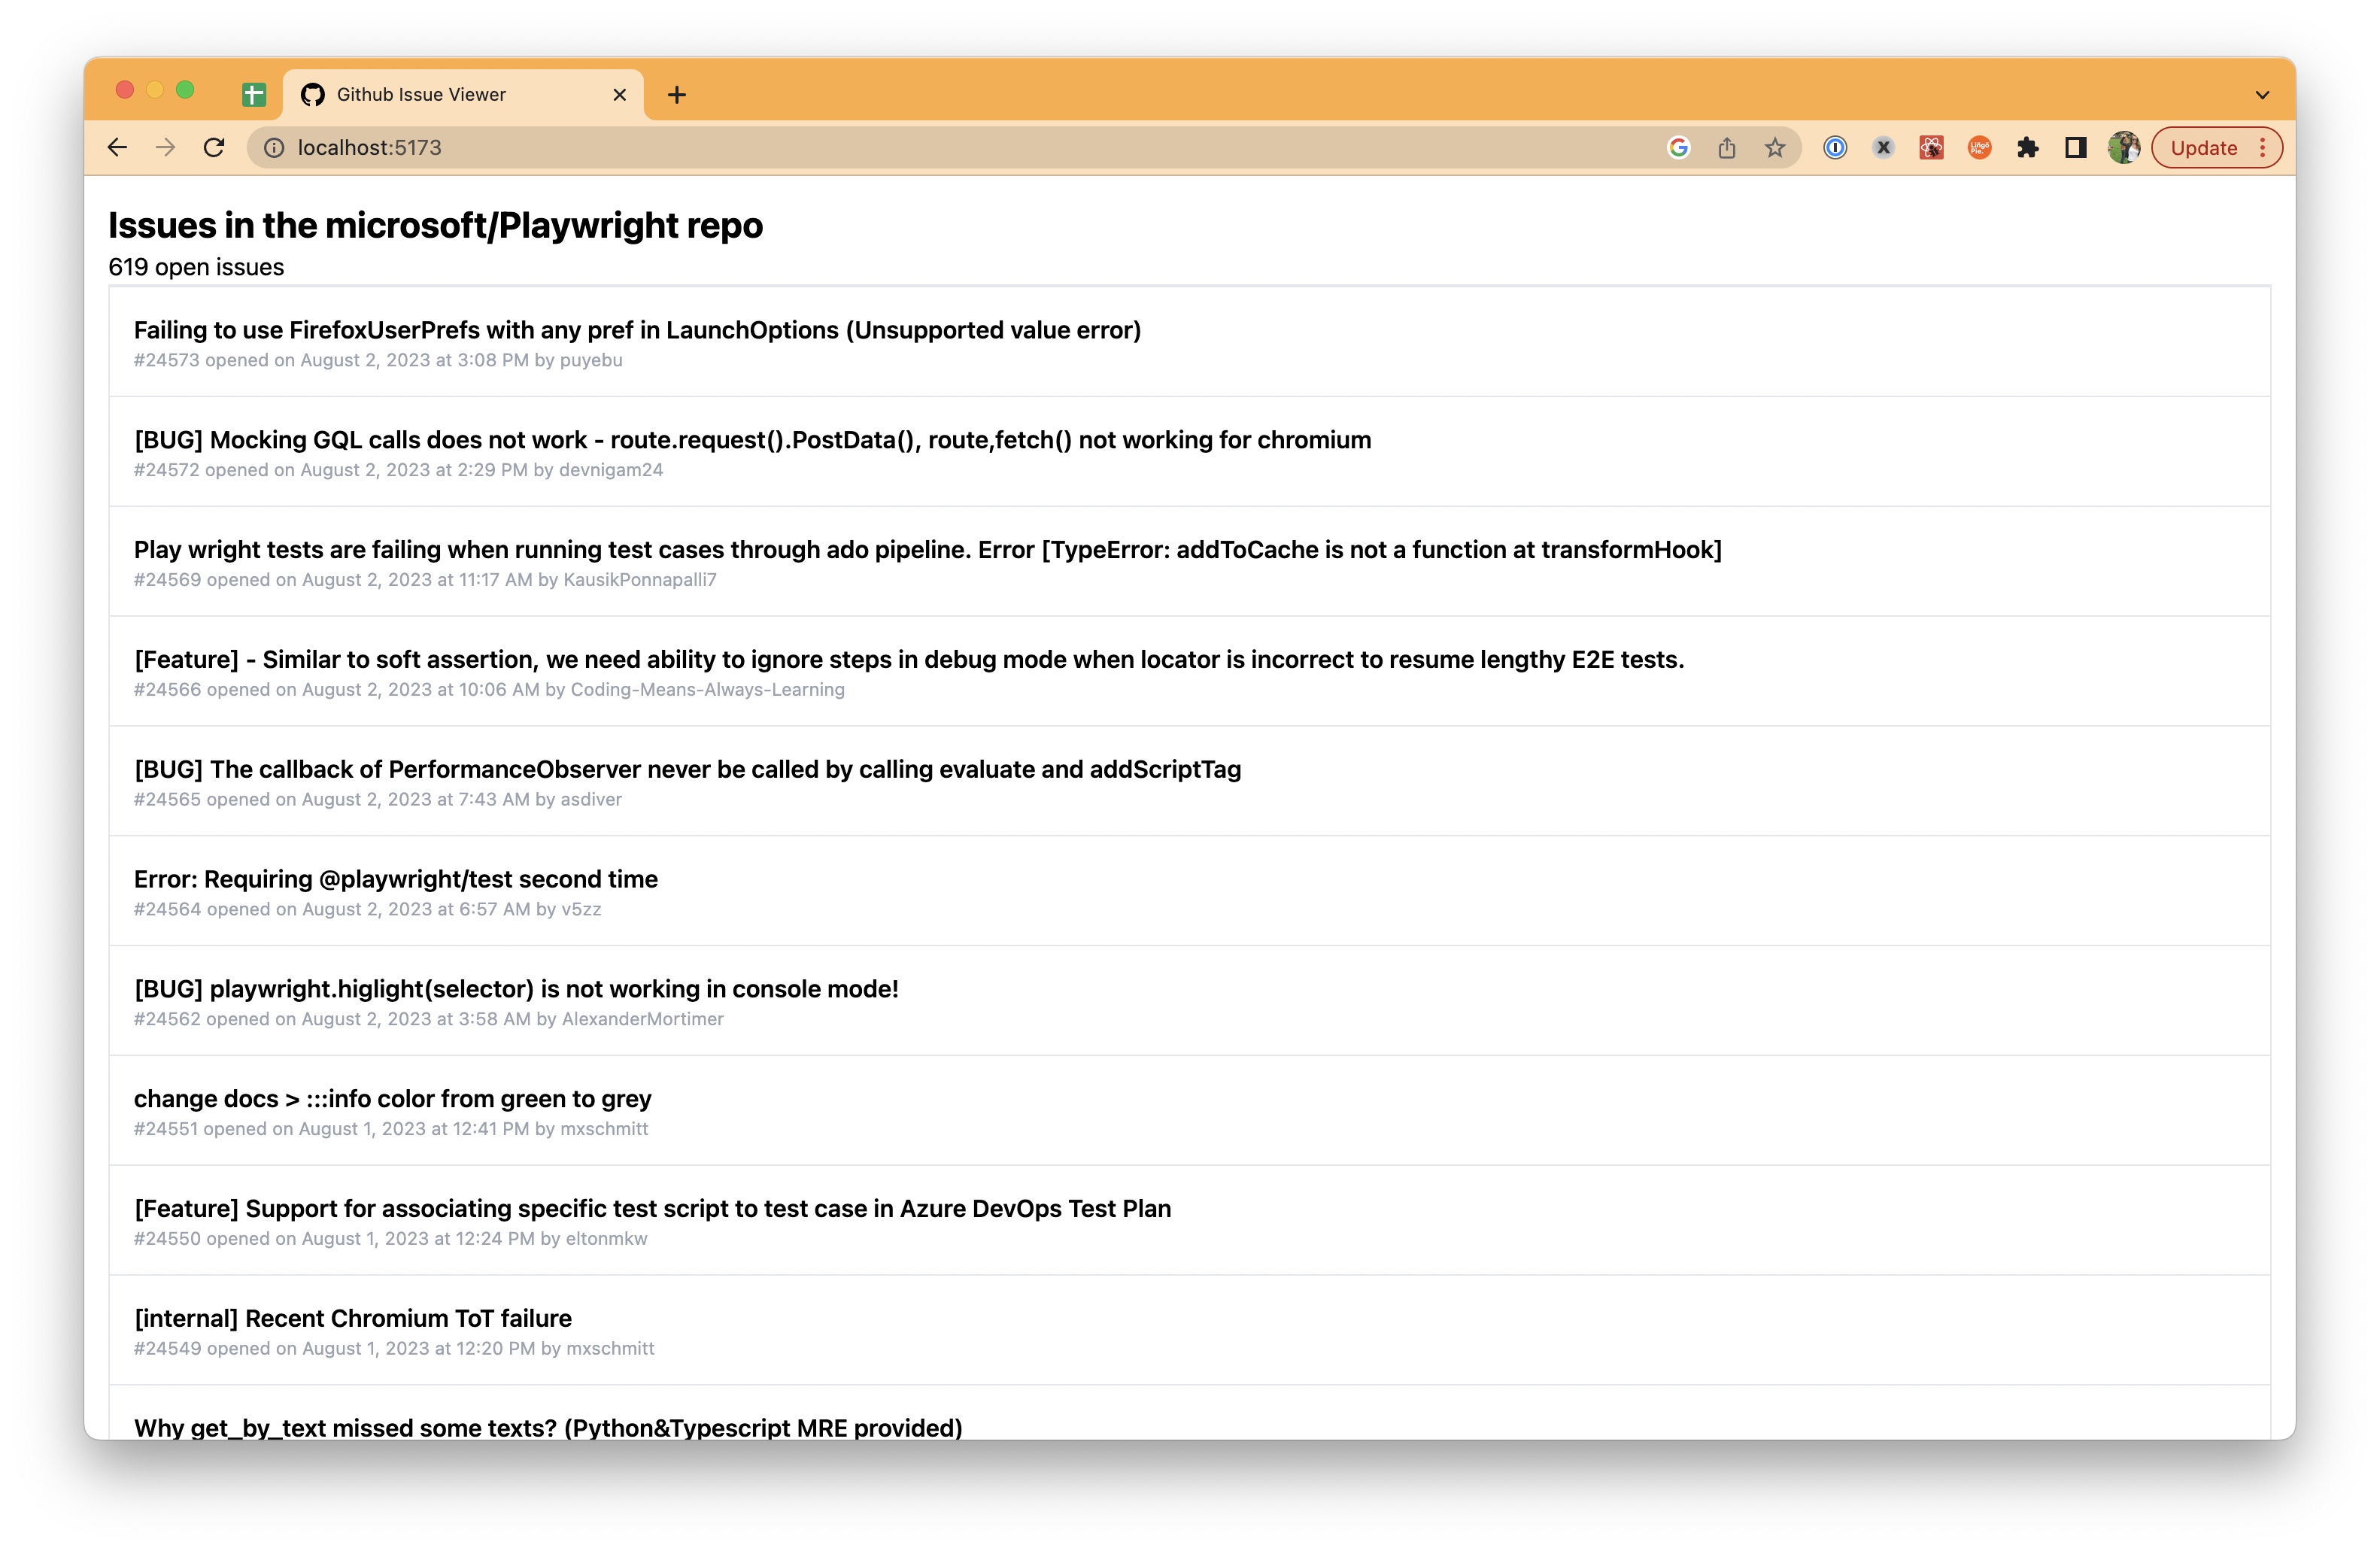 Github Issue Viewer
localhost:5173
Update
Issues in the microsoft/Playwright repo
619 open issues
Failing to use FirefoxUserPrefs with any pref in LaunchOptions (Unsupported value error)
#24573 opened on August 2, 2023 at 3:08 PM by puyebu
[BUG] Mocking GQL calls does not work - route.request().PostData(), route,fetch() not working for chromium
#24572 opened on August 2, 2023 at 2:29 PM by devnigam24
Play wright tests are failing when running test cases through ado pipeline. Error [TypeError: addToCache is not a function at transformHook]
#24569 opened on August 2, 2023 at 11:17 AM by KausikPonnapalli7
[Feature] - Similar to soft assertion, we need ability to ignore steps in debug mode when locator is incorrect to resume lengthy E2E tests.
#24566 opened on August 2, 2023 at 10:06 AM by Coding-Means-Always-Learning
[BUG] The callback of PerformanceObserver never be called by calling evaluate and addScriptTag
#24565 opened on August 2, 2023 at 7:43 AM by asdiver
Error: Requiring @playwright/test second time
#24564 opened on August 2, 2023 at 6:57 AM by v5zz
[BUG] playwright.higlight(selector) is not working in console mode!
#24562 opened on August 2, 2023 at 3:58 AM by AlexanderMortimer
change docs > :::info color from green to grey
#24551 opened on August 1, 2023 at 12:41 PM by mxschmitt
[Feature] Support for associating specific test script to test case in Azure DevOps Test Plan
#24550 opened on August 1, 2023 at 12:24 PM by eltonmkw
[internal] Recent Chromium ToT failure
#24549 opened on August 1, 2023 at 12:20 PM by mxschmitt
Why get_by_text missed some texts? (Python&Typescript MRE provided)